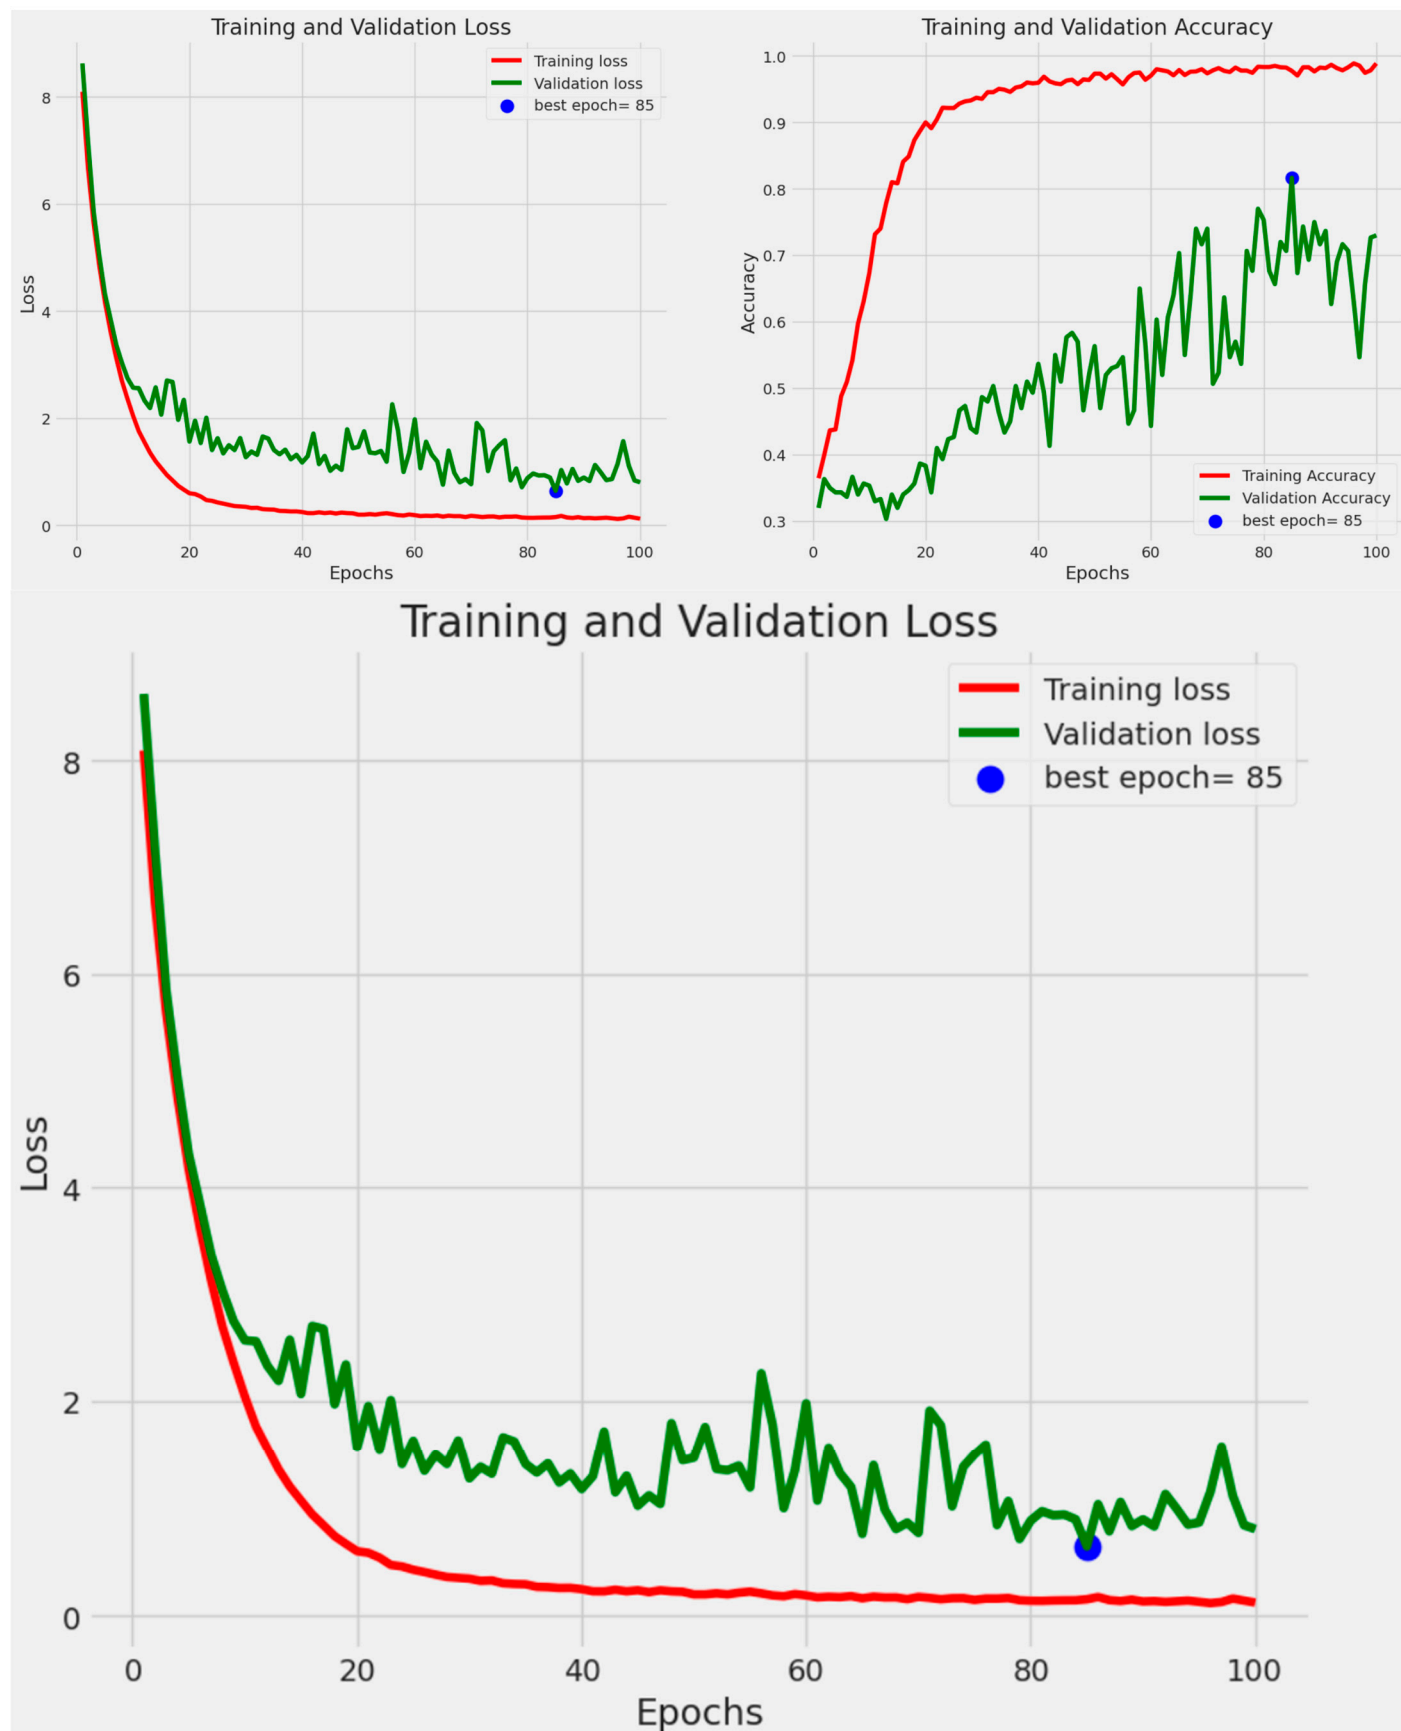 Training and Validation Loss
Training loss
Validation loss
best epoch= 85
8
6
4
2
0
Loss
0
20
40
60
80
100
Epochs
Training and Validation Accuracy
1.0
0.9
0.8
0.7
0.6
0.5
0.4
0.3
Accuracy
Training Accuracy
Validation Accuracy
best epoch= 85
0
20
40
60
80
100
Epochs
Training and Validation Loss
Training loss
Validation loss
best epoch= 85
8
6
4
2
0
Loss
0
20
40
60
80
100
Epochs